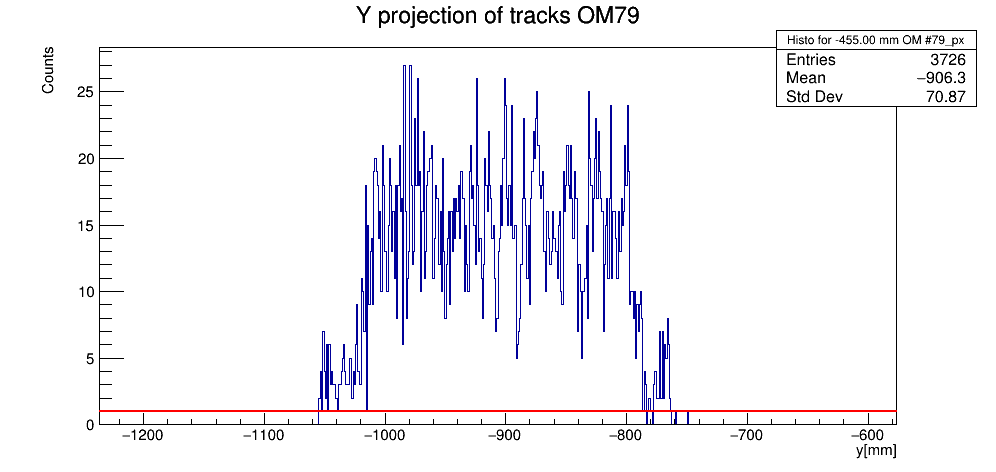 Y projection of tracks OM79
Histo for -455.00 mm OM #79_px
Entries 3726
Mean −906.3
Std Dev 70.87
Counts
25
20
15
10
5
0
−1200 −1100 −1000 −900 −800 −700 −600
y[mm]